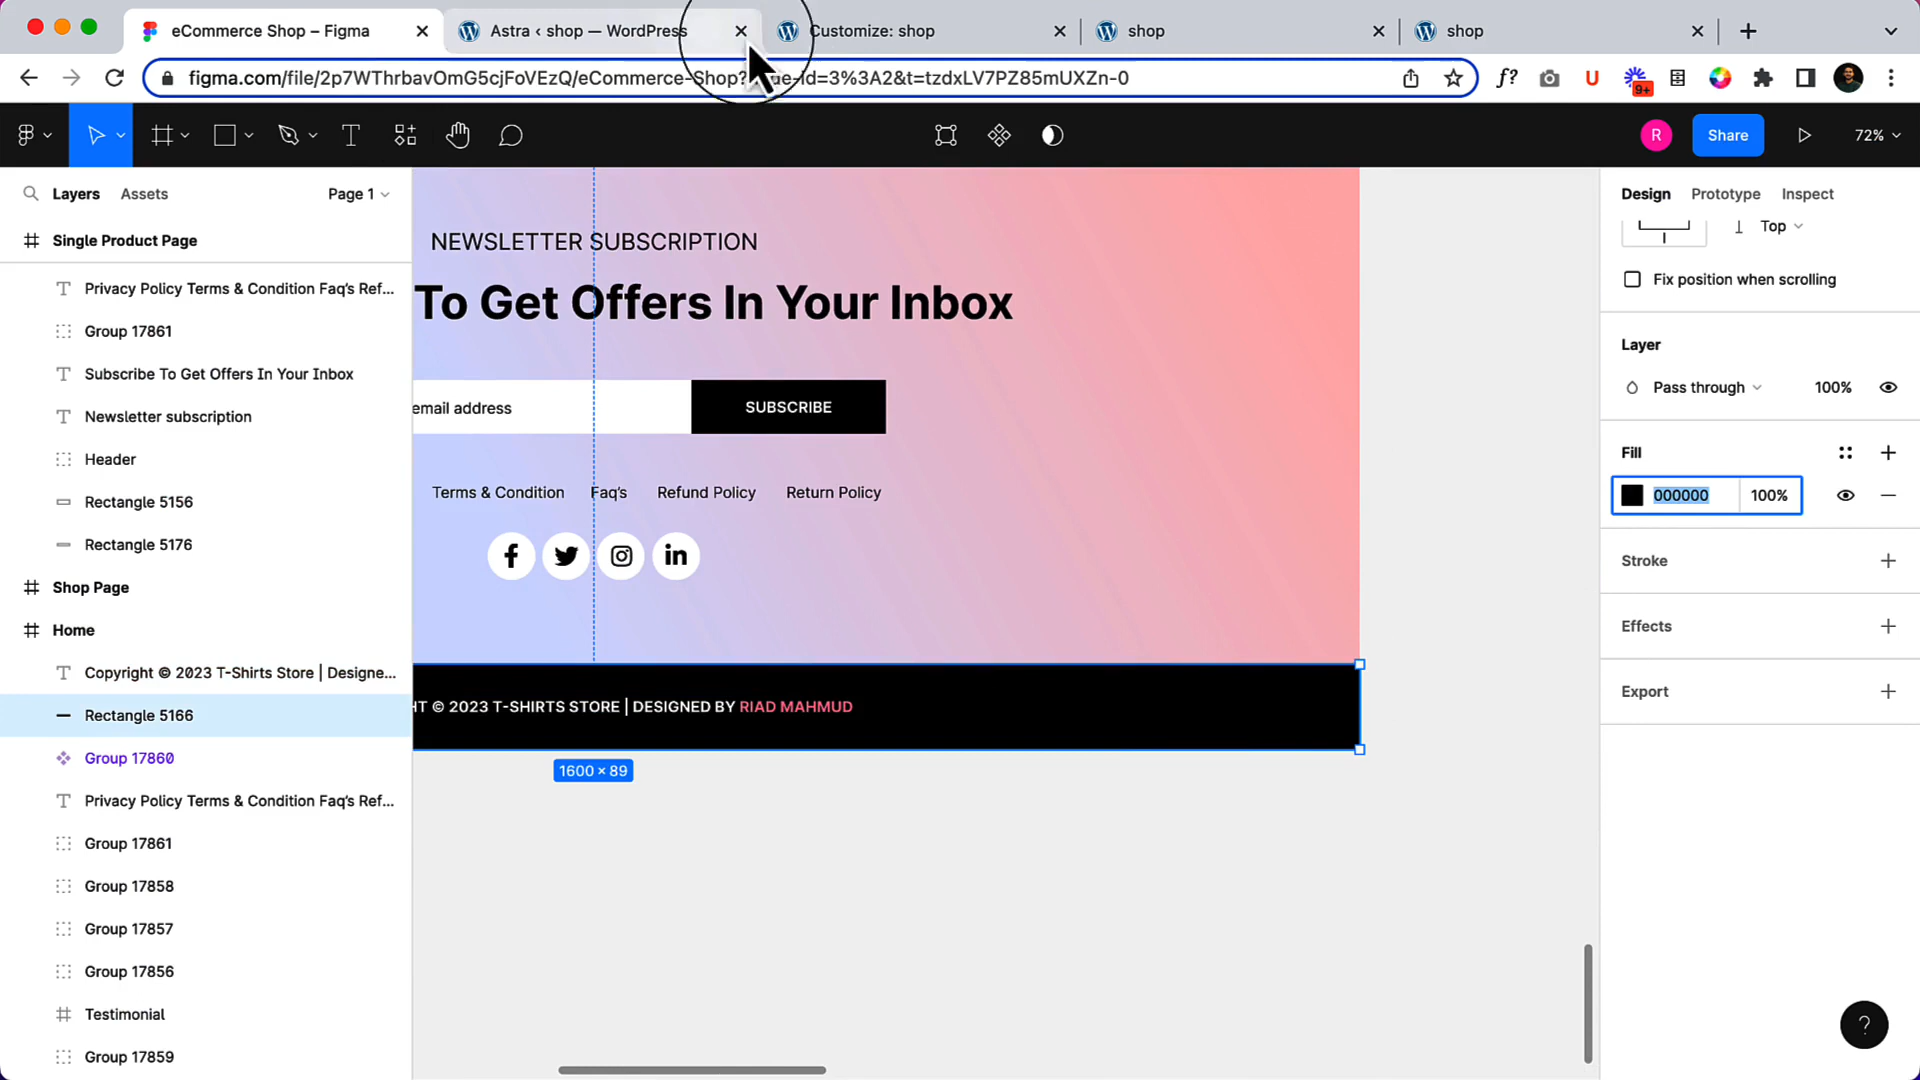 eCommerce Shop – Figma
Astra ‹ shop — WordPress
Customize: shop
shop
shop
figma.com/file/2p7WThrbavOmG5cjFoVEzQ/eCommerce-Shop? e-id=3%3A2&t=tzdxLV7PZ85mUXZn-0
f?
U
9+
T
R
Share
72%
Layers
Assets
Page 1
Design
Prototype
Inspect
Single Product Page
Privacy Policy Terms & Condition Faq's Ref...
Group 17861
Subscribe To Get Offers In Your Inbox
Newsletter subscription
Header
Rectangle 5156
Rectangle 5176
Shop Page
Home
Copyright © 2023 T-Shirts Store | Designe...
Rectangle 5166
Group 17860
Privacy Policy Terms & Condition Faq's Ref...
Group 17861
Group 17858
Group 17857
Group 17856
Testimonial
Group 17859
NEWSLETTER SUBSCRIPTION
To Get Offers In Your Inbox
email address
SUBSCRIBE
Terms & Condition
Faq's
Refund Policy
Return Policy
HT © 2023 T-SHIRTS STORE | DESIGNED BY RIAD MAHMUD
1600 × 89
Top
Fix position when scrolling
Layer
Pass through
100%
Fill
000000
100%
Stroke
Effects
Export
?